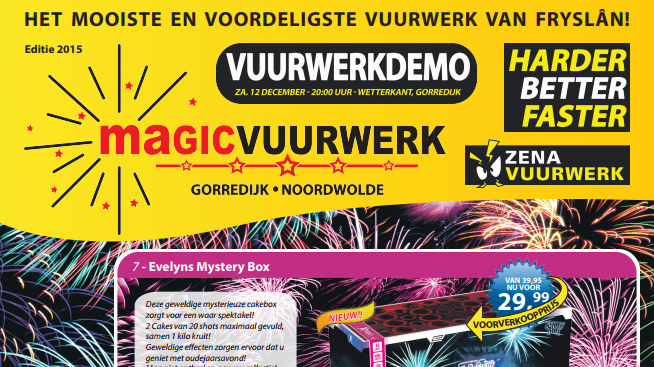 HET MOOISTE EN VOORDELIGSTE VUURWERK VAN FRYSLÂN!
Editie 2015
VUURWERKDEMO
ZA. 12 DECEMBER - 20:00 UUR - WETTERKANT, GORREDIJK
HARDER
BETTER
FASTER
maGICVUURWERK
GORREDIJK • NOORDWOLDE
ZENA
VUURWERK
7 - Evelyns Mystery Box
Deze geweldige mysterieuze cakebox
zorgt voor een waar spektakel!
2 Cakes van 20 shots maximaal gevuld,
samen 1 kilo kruit!
Geweldige effecten zorgen ervoor dat u
geniet met oudejaarsavond!
NIEUW!!
VAN 39,95
NU VOOR
29,99
VOORVERKOOPPRIJS